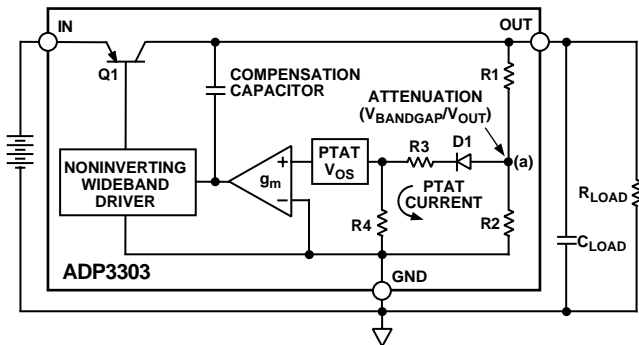 IN
OUT
Q1
COMPENSATION
CAPACITOR
R1
ATTENUATION
(VBANDGAP/VOUT)
NONINVERTING
WIDEBAND
DRIVER
gm
+
−
PTAT
VOS
R3
D1
(a)
PTAT
CURRENT
R4
R2
RLOAD
CLOAD
ADP3303
GND